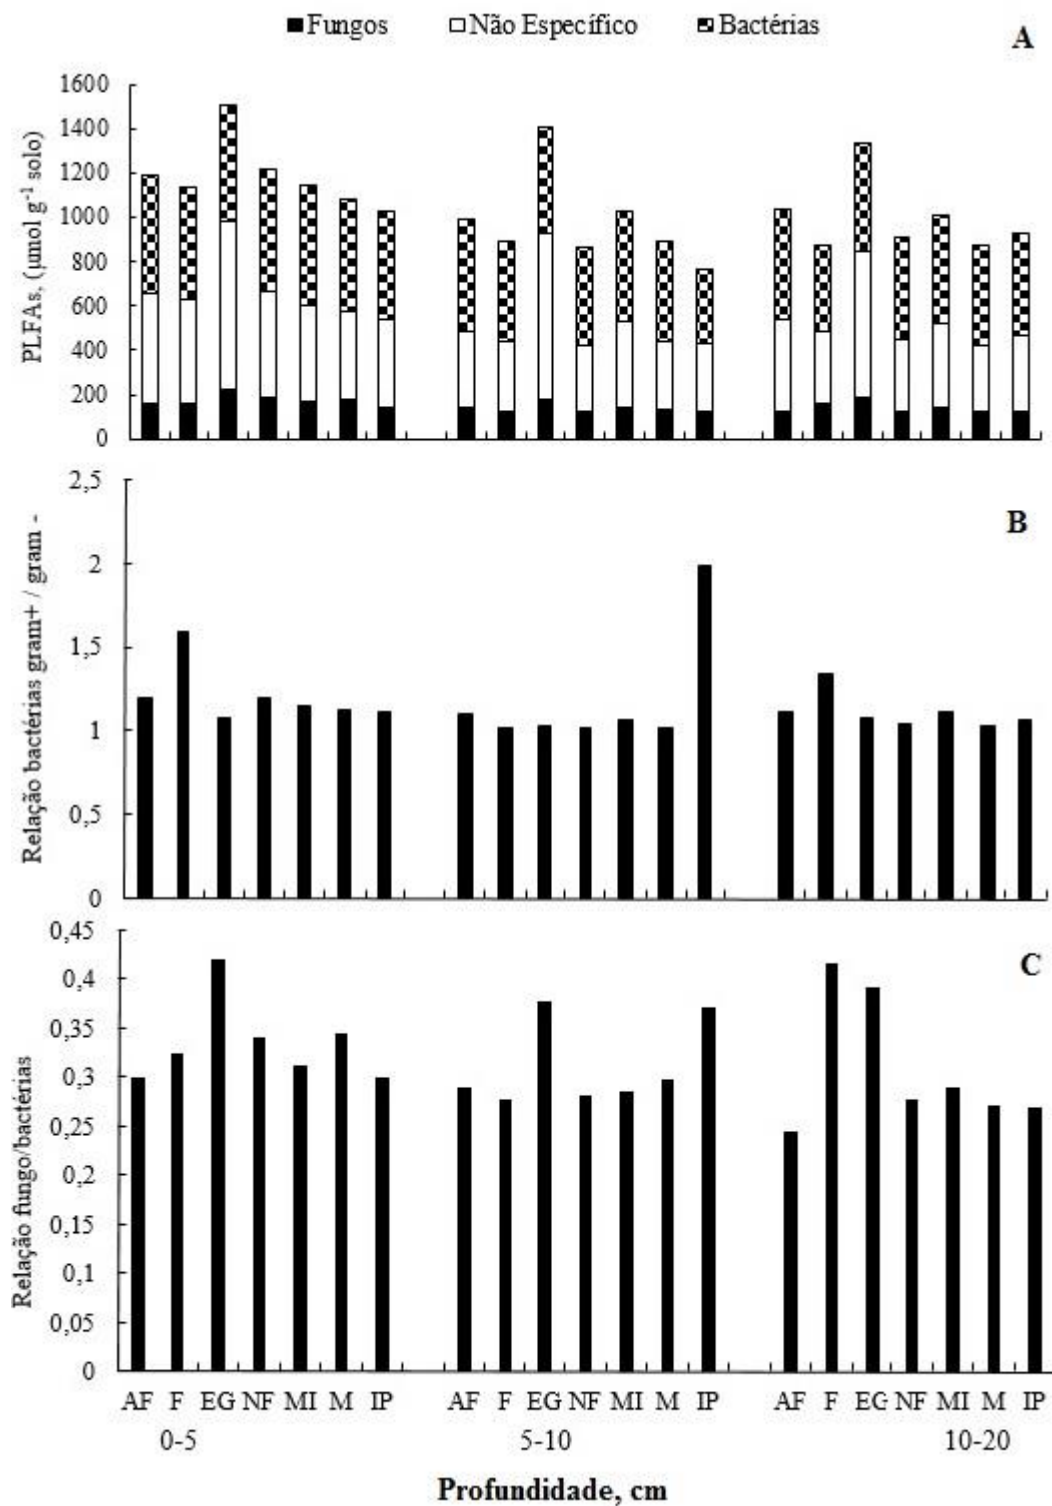 Fungos Não Específico Bactérias
A
PLFAs, (µmol g⁻¹ solo)
1600
1400
1200
1000
800
600
400
200
0
B
Relação bactérias gram+ / gram -
2,5
2
1,5
1
0,5
0
C
Relação fungo/bactérias
0,45
0,4
0,35
0,3
0,25
0,2
0,15
0,1
0,05
0
AF F EG NF MI M IP AF F EG NF MI M IP AF F EG NF MI M IP
0-5 5-10 10-20
Profundidade, cm